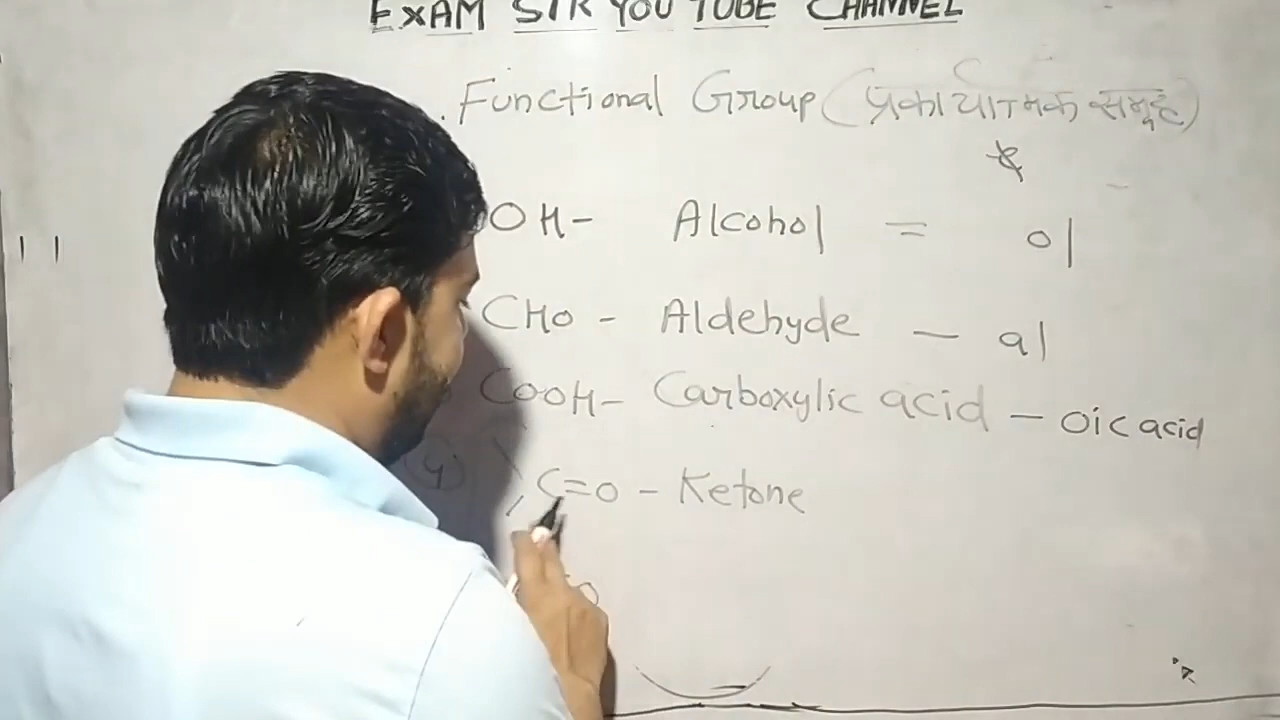 EXAM SIR YOU TUBE CHANNEL
. Functional Group (प्रकायात्मक समूह)
OH - Alcohol = ol
CHO - Aldehyde - al
COOH - Carboxylic acid - oic acid
(4) C=O - Ketone